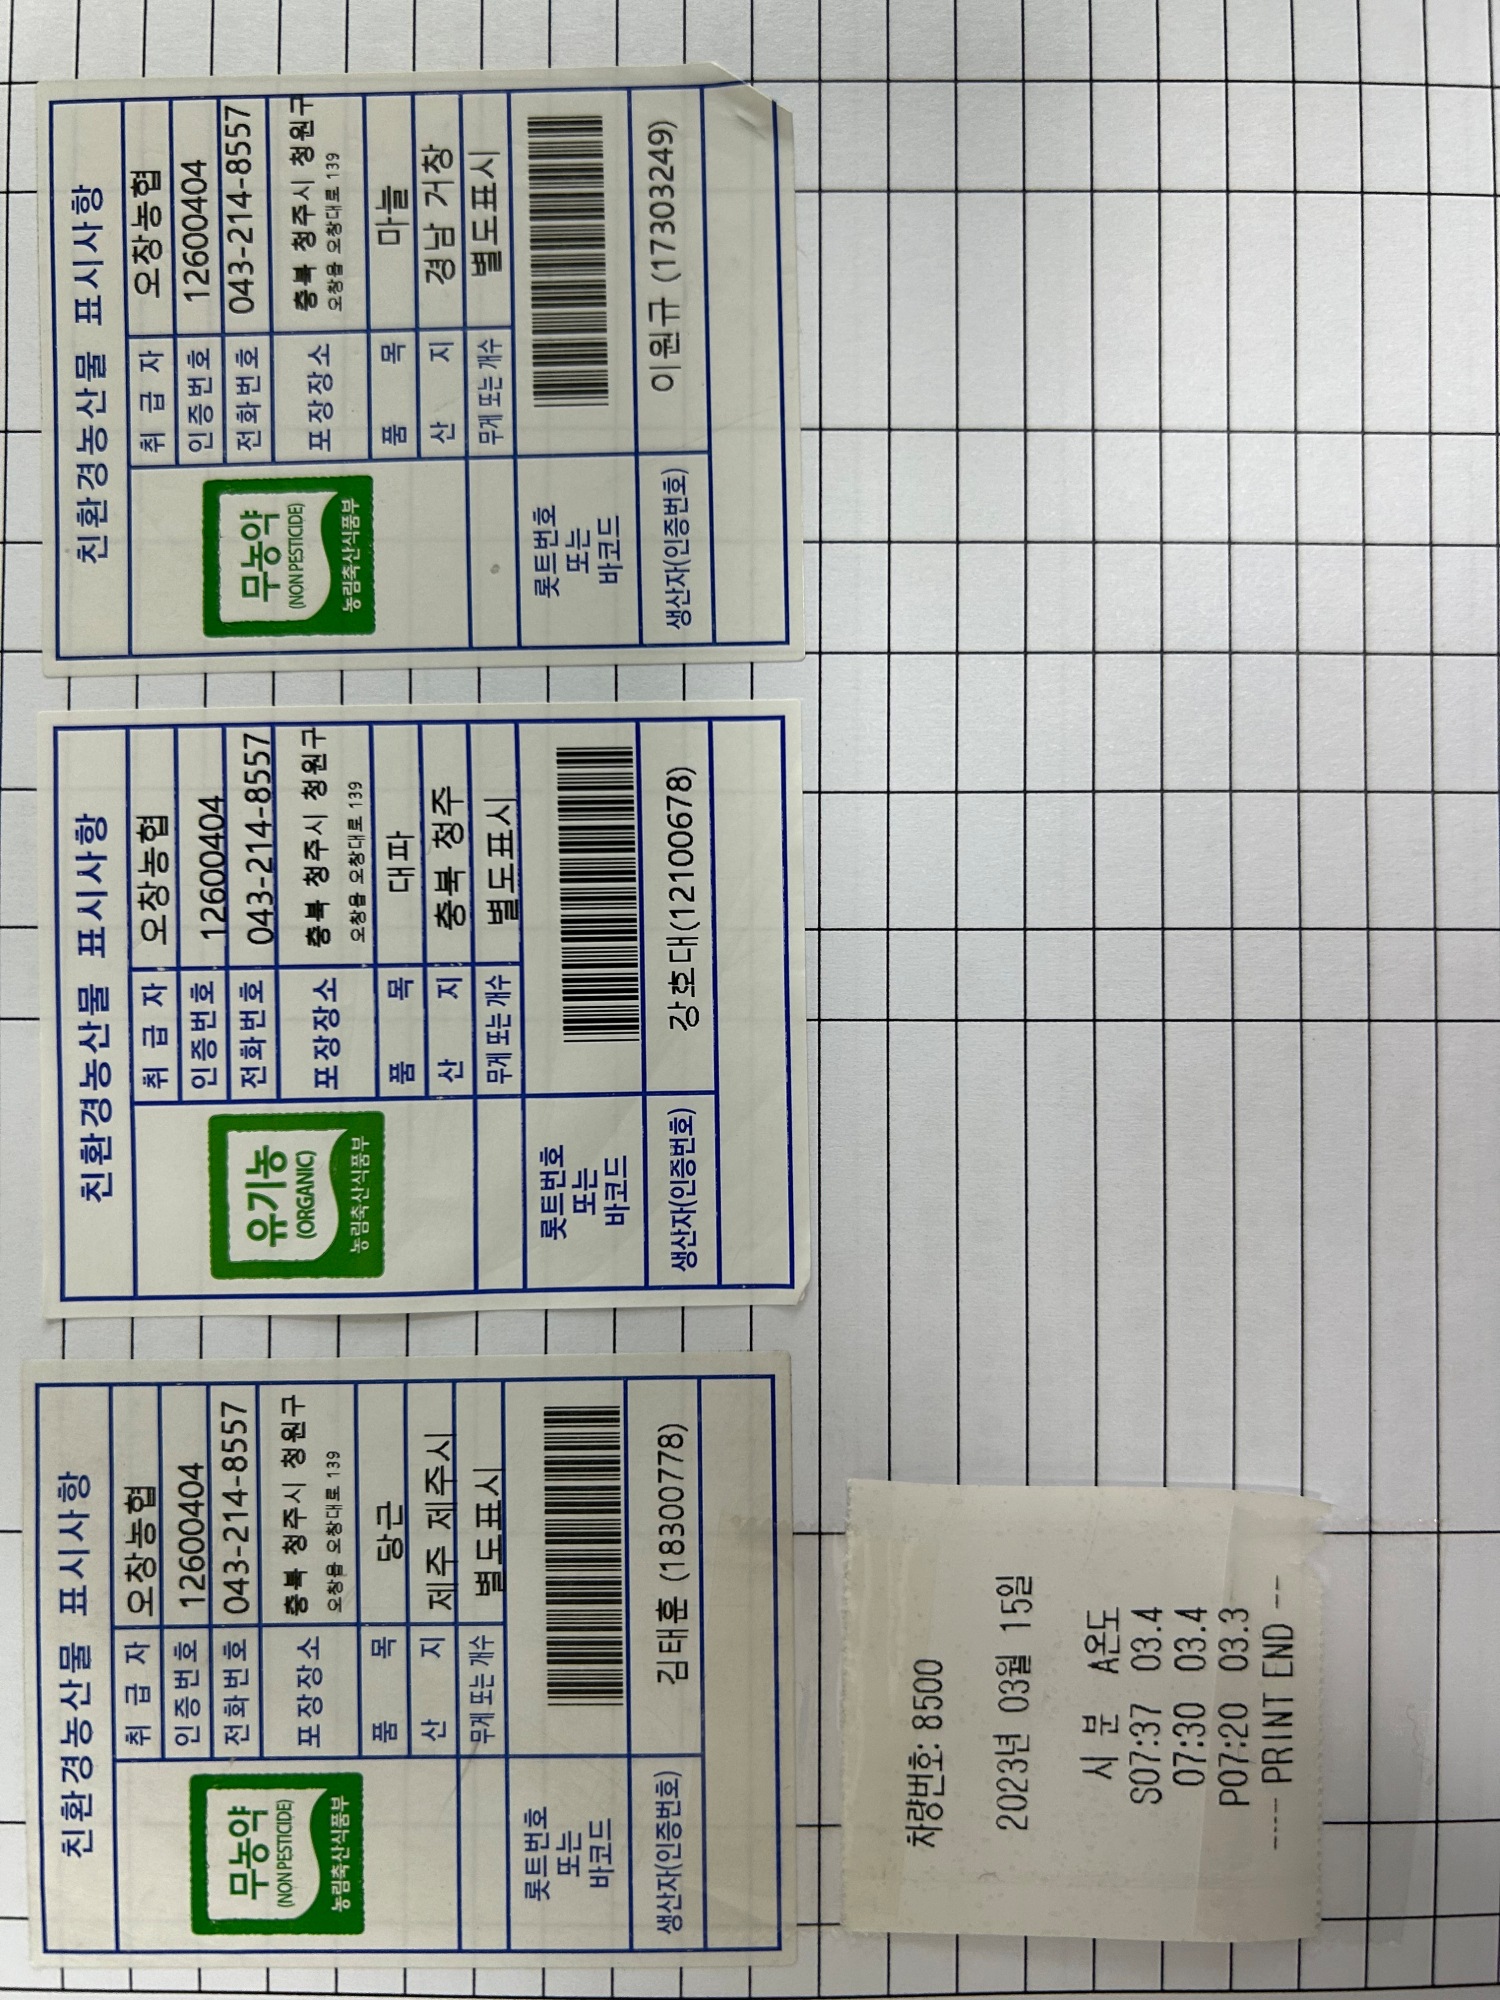 친환경농산물 표시사항
무농약
(NON PESTICIDE)
농림축산식품부
취 급 자 오창농협
인증번호 12600404
전화번호 043-214-8557
포장장소 충북 청주시 청원구
오창읍 오창대로 139
품 목 당근
산 지 제주 제주시
무게 또는 개수 별도표시
롯트번호
또는
바코드
생산자(인증번호) 김태훈 (18300778)
친환경농산물 표시사항
유기농
(ORGANIC)
농림축산식품부
취 급 자 오창농협
인증번호 12600404
전화번호 043-214-8557
포장장소 충북 청주시 청원구
오창읍 오창대로 139
품 목 대파
산 지 충북 청주
무게 또는 개수 별도표시
롯트번호
또는
바코드
생산자(인증번호) 강호대(12100678)
친환경농산물 표시사항
무농약
(NON PESTICIDE)
농림축산식품부
취 급 자 오창농협
인증번호 12600404
전화번호 043-214-8557
포장장소 충북 청주시 청원구
오창읍 오창대로 139
품 목 마늘
산 지 경남 거창
무게 또는 개수 별도표시
롯트번호
또는
바코드
생산자(인증번호) 이원규 (17303249)
차량번호: 8500
2023년 03월 15일
시 분 A온도
S07:37 03.4
07:30 03.4
P07:20 03.3
---- PRINT END --